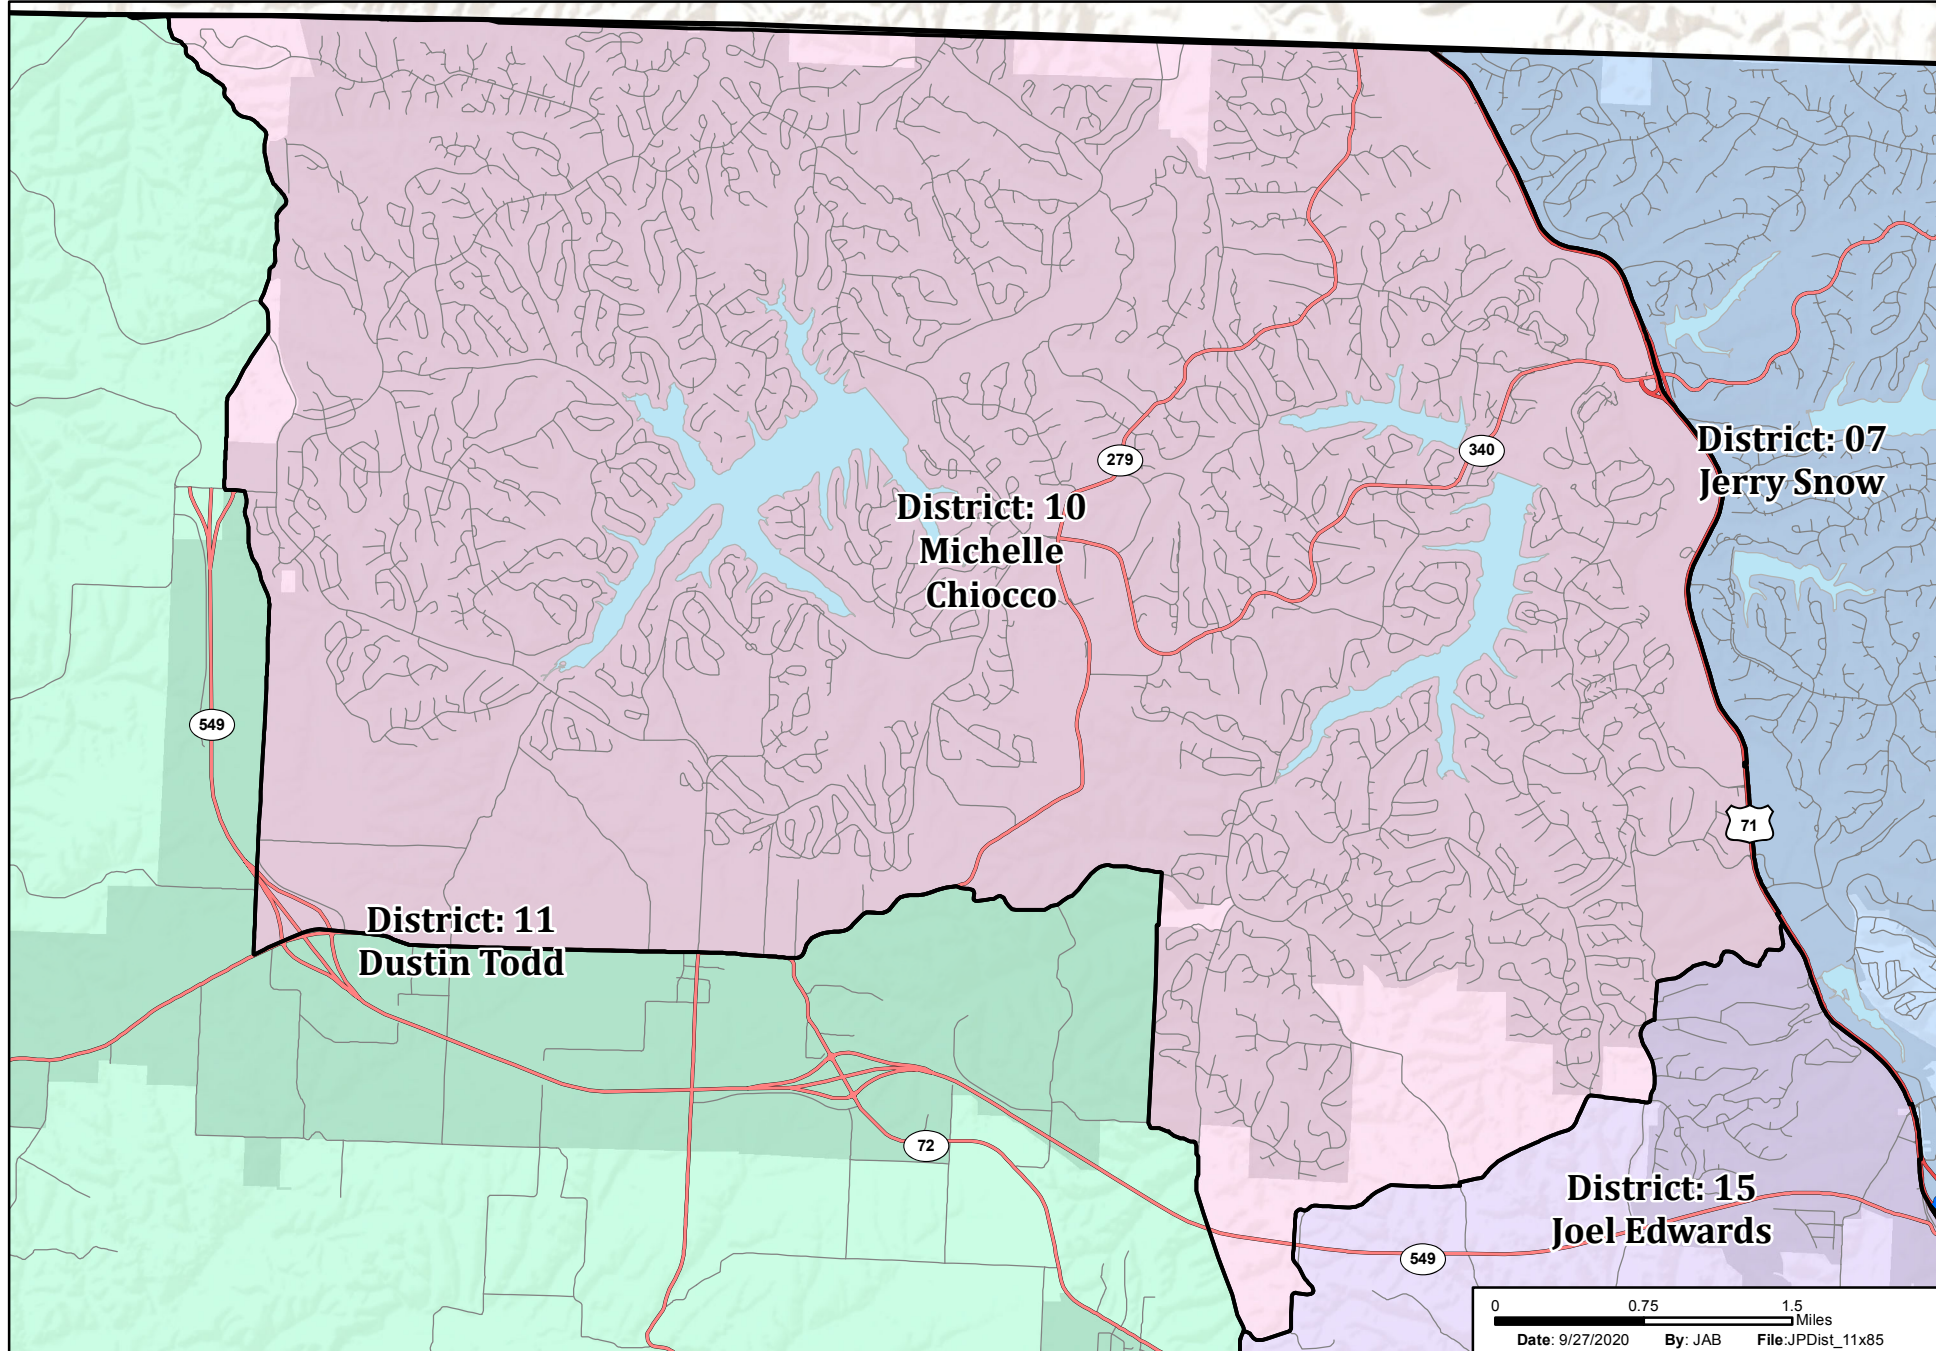 District: 07
Jerry Snow
340
279
District: 10
Michelle
Chiocco
549
71
District: 11
Dustin Todd
72
District: 15
Joel Edwards
549
0 0.75 1.5
Miles
Date: 9/27/2020 By: JAB File:JPDist_11x85